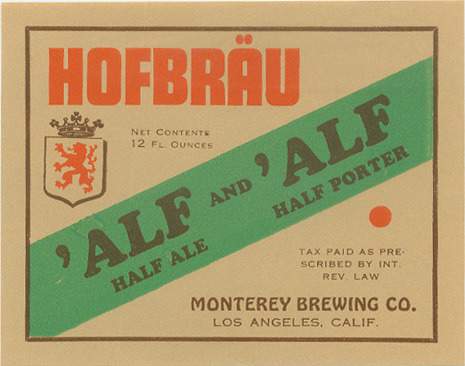 HOFBRÄU
NET CONTENTS
12 FL. OUNCES
'ALF AND 'ALF
HALF ALE HALF PORTER
TAX PAID AS PRE-
SCRIBED BY INT.
REV. LAW
MONTEREY BREWING CO.
LOS ANGELES, CALIF.